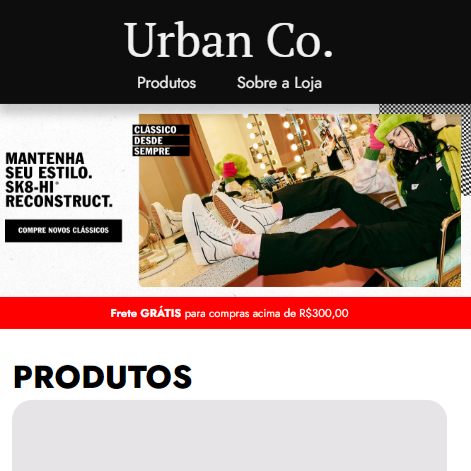 Urban Co.
Produtos Sobre a Loja
CLÁSSICO
DESDE
SEMPRE
MANTENHA
SEU ESTILO.
SK8-HI®
RECONSTRUCT.
COMPRE NOVOS CLÁSSICOS
Frete GRÁTIS para compras acima de R$300,00
PRODUTOS